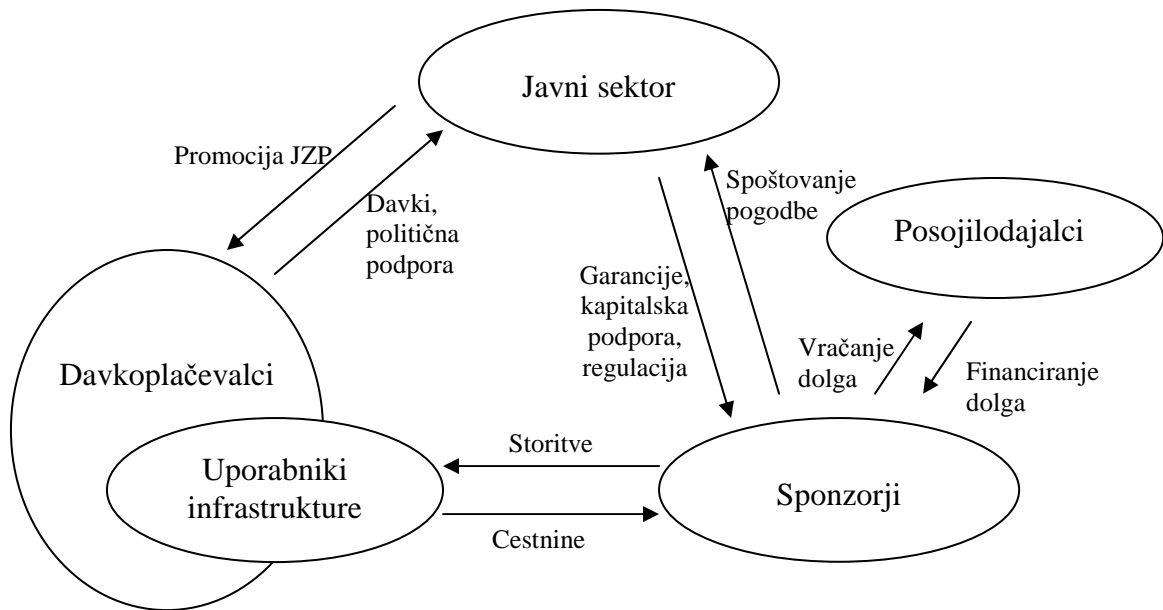 Javni sektor
Promocija JZP
Davki,
politična
podpora
Spoštovanje
pogodbe
Posojilodajalci
Garancije,
kapitalska
podpora,
regulacija
Vračanje
dolga
Financiranje
dolga
Davkoplačevalci
Storitve
Uporabniki
infrastrukture
Sponzorji
Cestnine